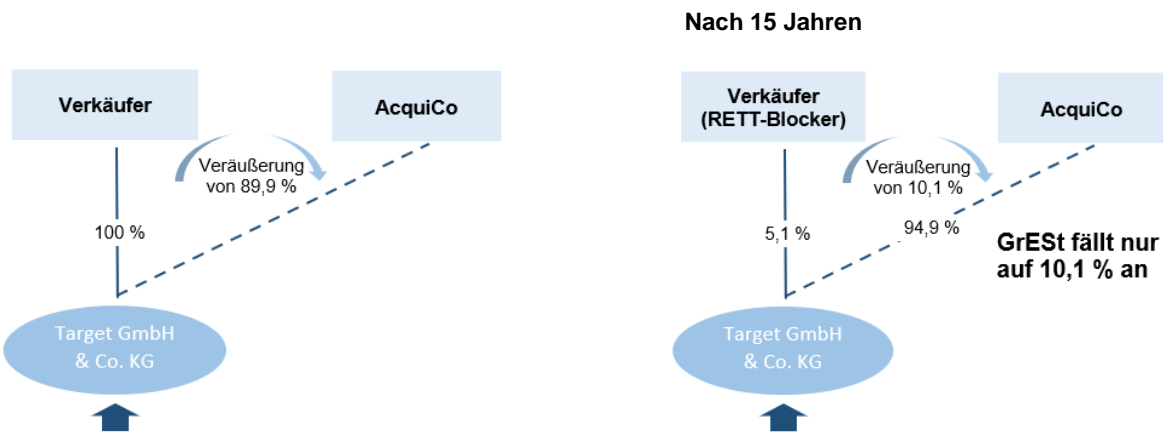 Nach 15 Jahren
Verkäufer
AcquiCo
Veräußerung
von 89,9 %
100 %
Target GmbH
& Co. KG
Verkäufer
(RETT-Blocker)
AcquiCo
Veräußerung
von 10,1 %
5,1 %
94,9 %
GrESt fällt nur
auf 10,1 % an
Target GmbH
& Co. KG